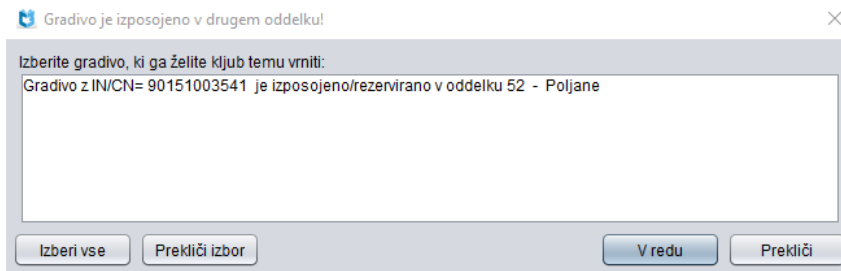 Gradivo je izposojeno v drugem oddelku!
Izberite gradivo, ki ga želite kljub temu vrniti:
Gradivo z IN/CN= 90151003541 je izposojeno/rezervirano v oddelku 52 - Poljane
Izberi vse Prekliči izbor V redu Prekliči